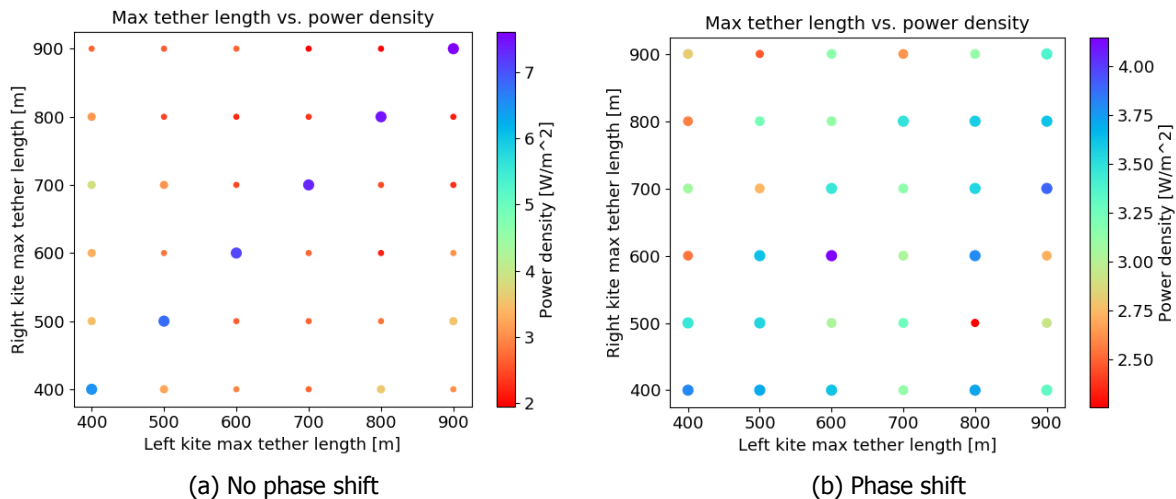 Max tether length vs. power density
900
800
700
600
500
400
400 500 600 700 800 900
Right kite max tether length [m]
Left kite max tether length [m]
7
6
5
4
3
2
Power density [W/m^2]
(a) No phase shift
Max tether length vs. power density
900
800
700
600
500
400
400 500 600 700 800 900
Right kite max tether length [m]
Left kite max tether length [m]
4.00
3.75
3.50
3.25
3.00
2.75
2.50
Power density [W/m^2]
(b) Phase shift